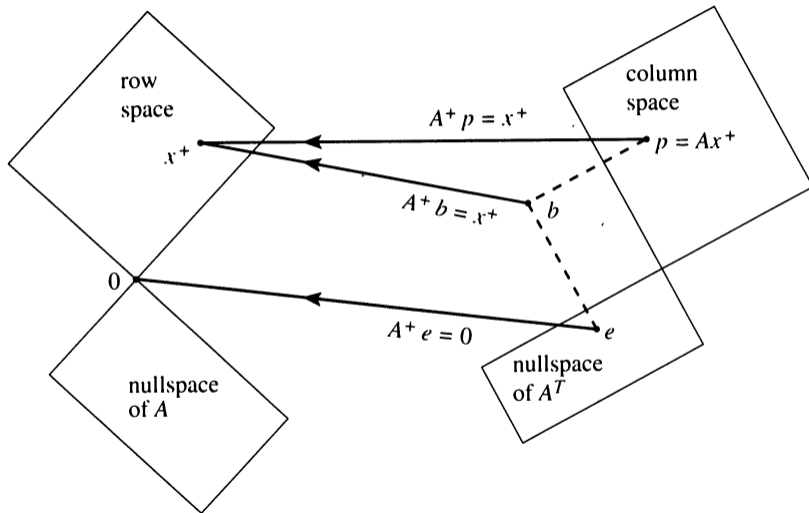 row
space
column
space
A⁺ p = x⁺
x⁺
p = Ax⁺
A⁺ b = x⁺
b
0
A⁺ e = 0
e
nullspace
of A
nullspace
of Aᵀ